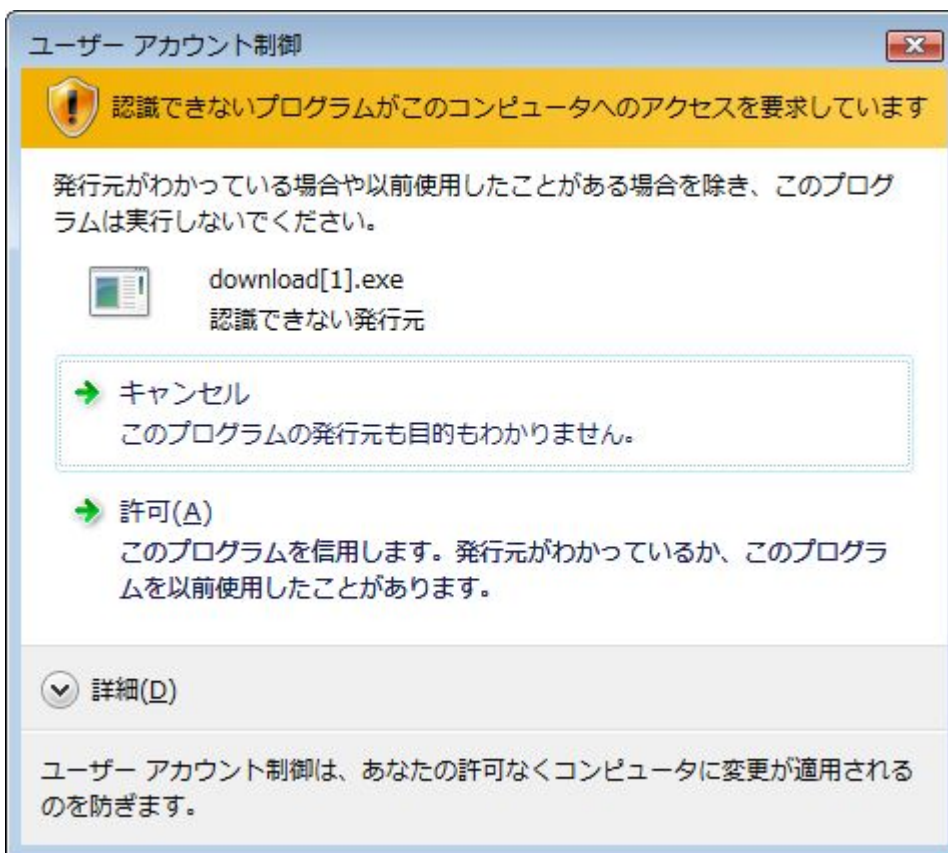 ユーザー アカウント制御
認識できないプログラムがこのコンピュータへのアクセスを要求しています
発行元がわかっている場合や以前使用したことがある場合を除き、このプログ
ラムは実行しないでください。
download[1].exe
認識できない発行元
キャンセル
このプログラムの発行元も目的もわかりません。
許可(A)
このプログラムを信用します。発行元がわかっているか、このプログラ
ムを以前使用したことがあります。
詳細(D)
ユーザー アカウント制御は、あなたの許可なくコンピュータに変更が適用される
のを防ぎます。